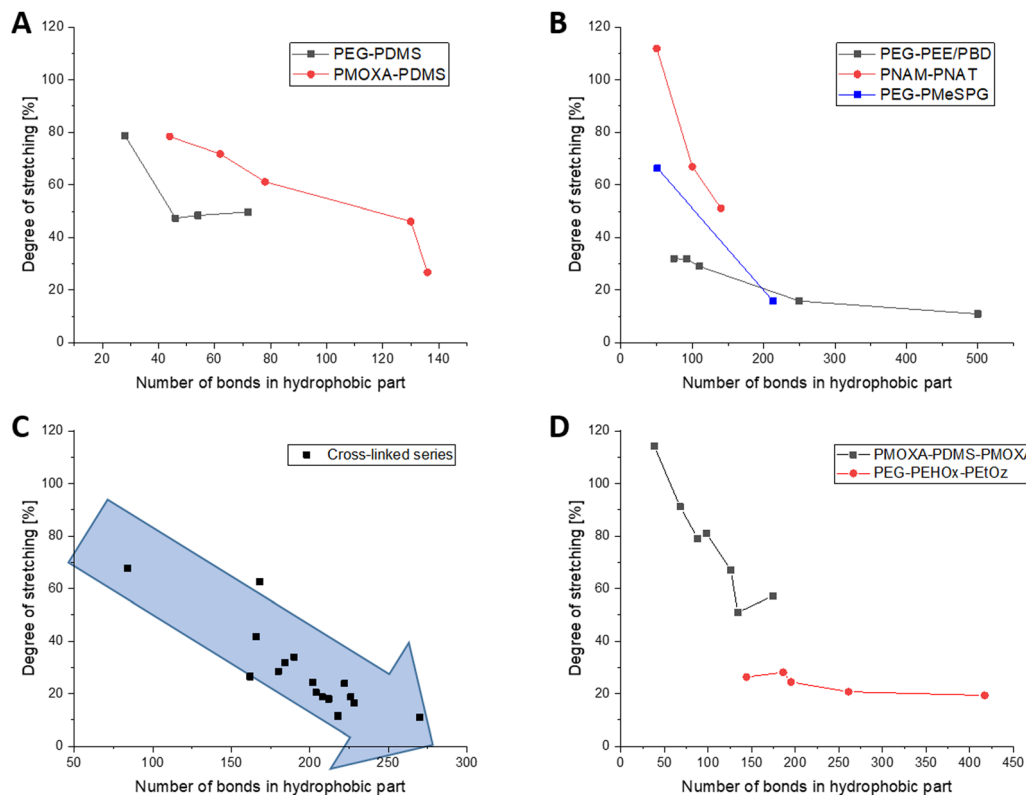 A
B
PEG-PDMS
PMOXA-PDMS
PEG-PEE/PBD
PNAM-PNAT
PEG-PMeSPG
Degree of stretching [%]
120
100
80
60
40
20
0
20 40 60 80 100 120 140
Number of bonds in hydrophobic part
Degree of stretching [%]
120
100
80
60
40
20
0
0 100 200 300 400 500
Number of bonds in hydrophobic part
C
D
Cross-linked series
PMOXA-PDMS-PMOXA
PEG-PEHOx-PEtOz
Degree of stretching [%]
120
100
80
60
40
20
0
50 100 150 200 250 300
Number of bonds in hydrophobic part
Degree of stretching [%]
120
100
80
60
40
20
0
0 50 100 150 200 250 300 350 400 450
Number of bonds in hydrophobic part